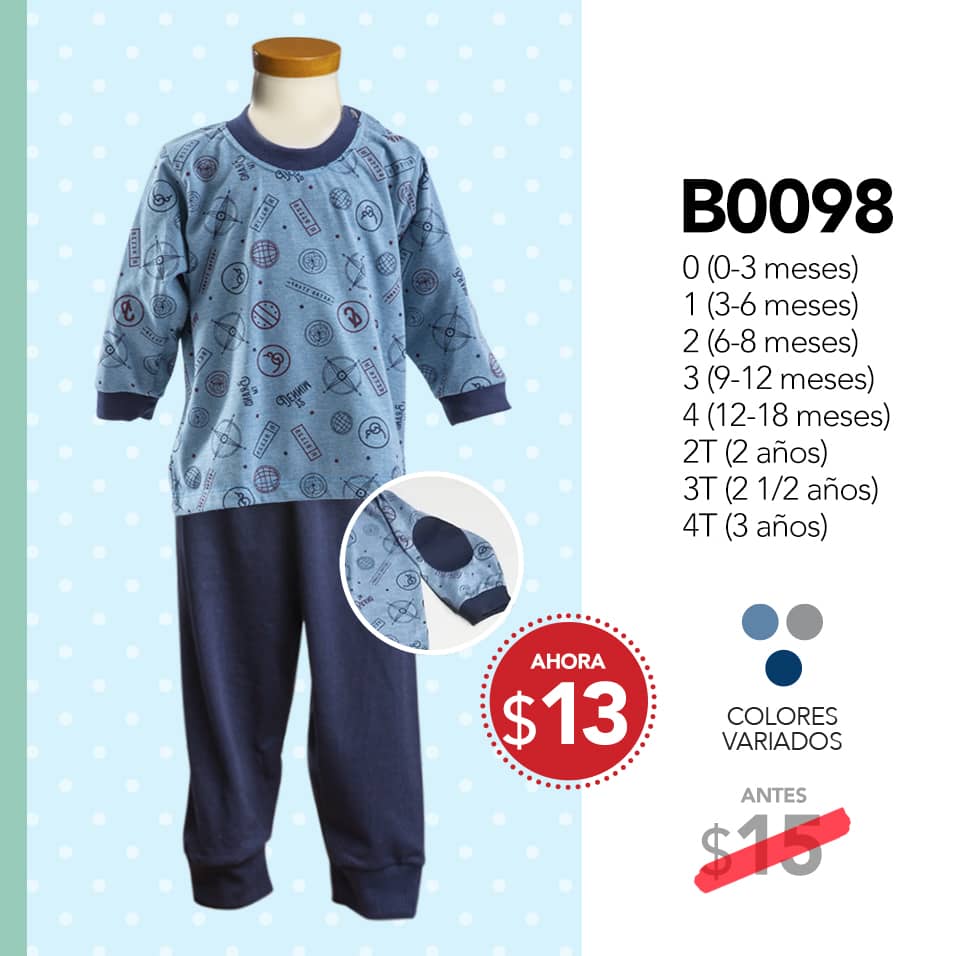 B0098
0 (0-3 meses)
1 (3-6 meses)
2 (6-8 meses)
3 (9-12 meses)
4 (12-18 meses)
2T (2 años)
3T (2 1/2 años)
4T (3 años)
AHORA
$13
COLORES
VARIADOS
ANTES
$15